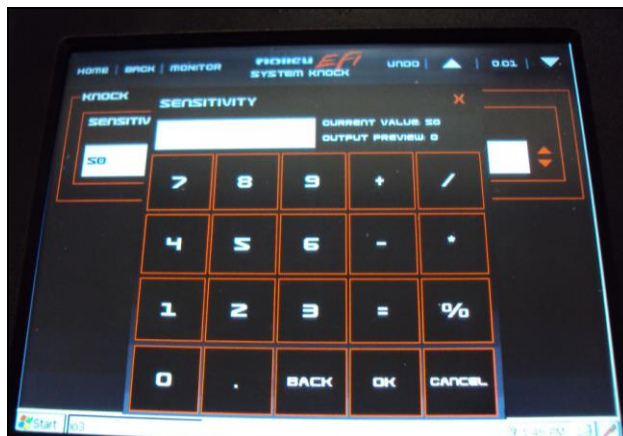 HOME | BACK | MONITOR
HOLLEY EFI
SYSTEM KNOCK
UNDO | 0.01 |
KNOCK
SENSITIV
50
SENSITIVITY X
CURRENT VALUE: 50
OUTPUT PREVIEW: 0
7 8 9 + /
4 5 6 - *
1 2 3 = %
0 . BACK OK CANCEL
Start